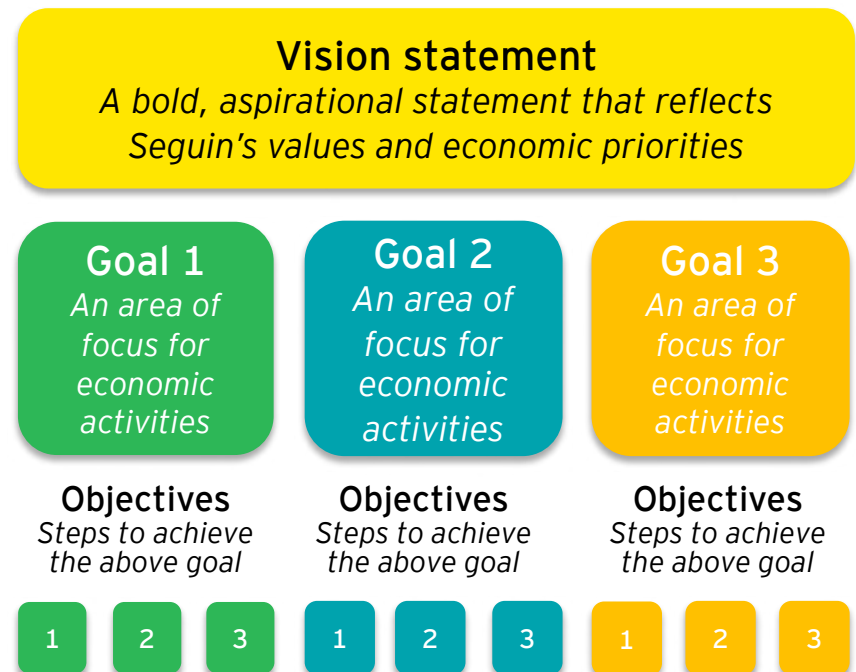 Vision statement
A bold, aspirational statement that reflects
Seguin’s values and economic priorities
Goal 1
An area of
focus for
economic
activities
Goal 2
An area of
focus for
economic
activities
Goal 3
An area of
focus for
economic
activities
Objectives
Steps to achieve
the above goal
Objectives
Steps to achieve
the above goal
Objectives
Steps to achieve
the above goal
1 2 3
1 2 3
1 2 3